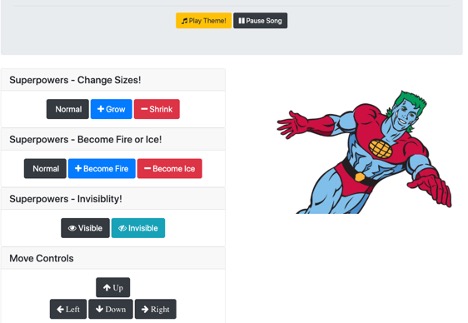 Play Theme! Pause Song
Superpowers - Change Sizes!
Normal Grow Shrink
Superpowers - Become Fire or Ice!
Normal Become Fire Become Ice
Superpowers - Invisiblity!
Visible Invisible
Move Controls
Up
Left Down Right